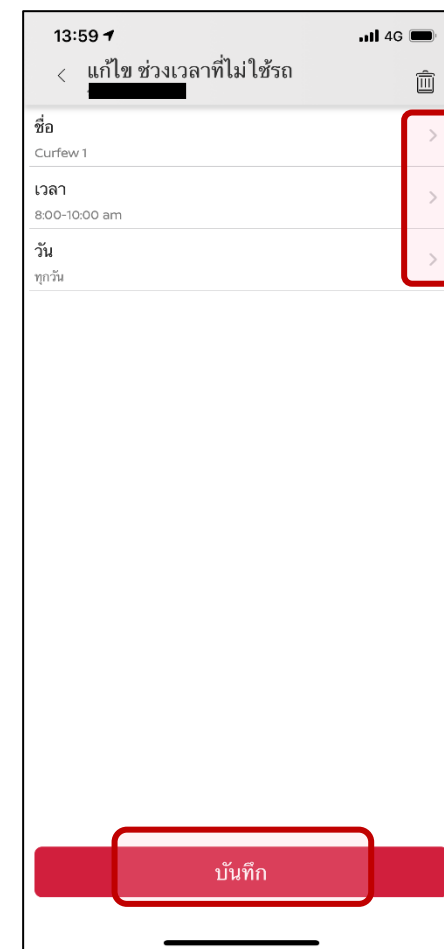 13:59
4G
แก้ไข ช่วงเวลาที่ไม่ใช้รถ
ชื่อ
Curfew 1
เวลา
8:00-10:00 am
วัน
ทุกวัน
บันทึก